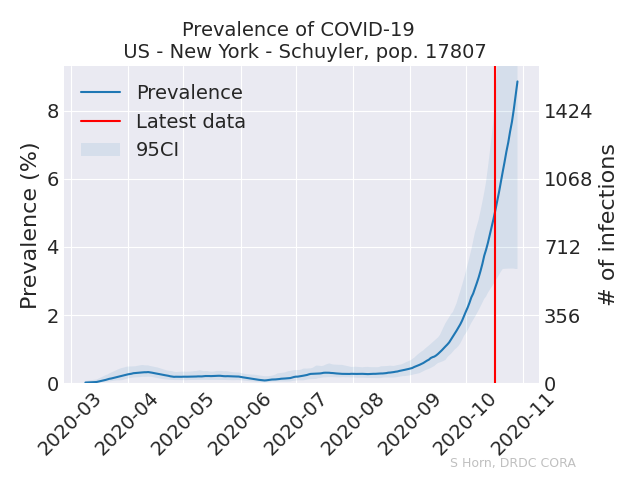 Prevalence of COVID-19
US - New York - Schuyler, pop. 17807
Prevalence
Latest data
95CI
Prevalence (%)
8
6
4
2
0
1424
1068
712
356
0
# of infections
2020-03
2020-04
2020-05
2020-06
2020-07
2020-08
2020-09
2020-10
2020-11
S Horn, DRDC CORA